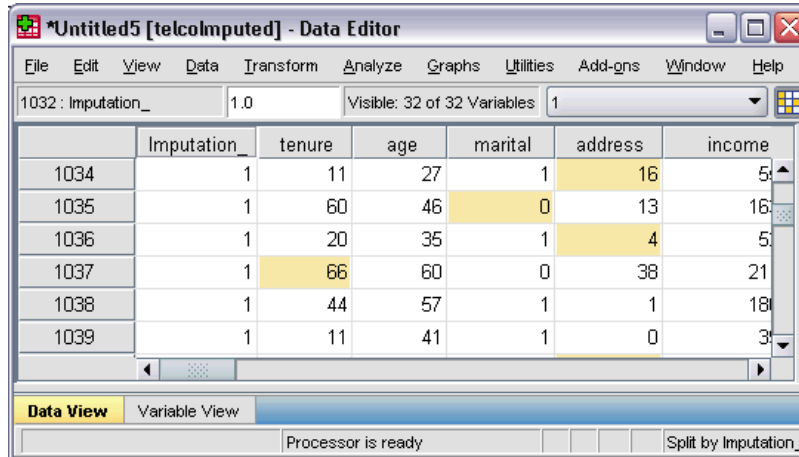 *Untitled5 [telcoImputed] - Data Editor
File Edit View Data Transform Analyze Graphs Utilities Add-ons Window Help
1032 : Imputation_ 1.0 Visible: 32 of 32 Variables 1
Imputation_ tenure age marital address income
1034 1 11 27 1 16
1035 1 60 46 0 13 16
1036 1 20 35 1 4 5
1037 1 66 60 0 38 21
1038 1 44 57 1 1 18
1039 1 11 41 1 0 3
Data View Variable View
Processor is ready Split by Imputation_